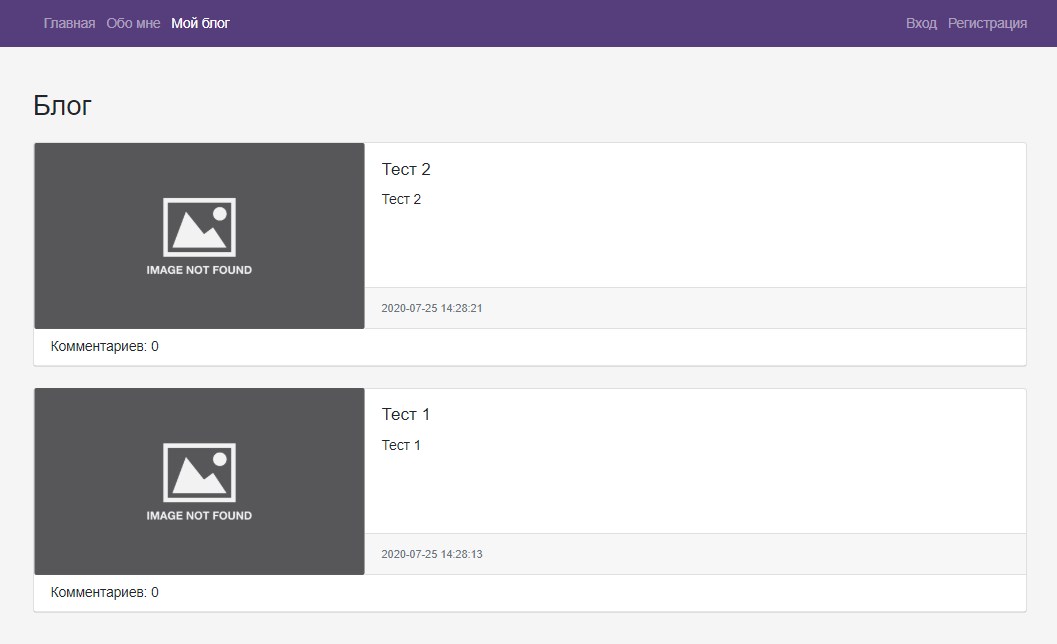 Главная Обо мне Мой блог Вход Регистрация
Блог
Тест 2
Тест 2
IMAGE NOT FOUND
2020-07-25 14:28:21
Комментариев: 0
Тест 1
Тест 1
IMAGE NOT FOUND
2020-07-25 14:28:13
Комментариев: 0